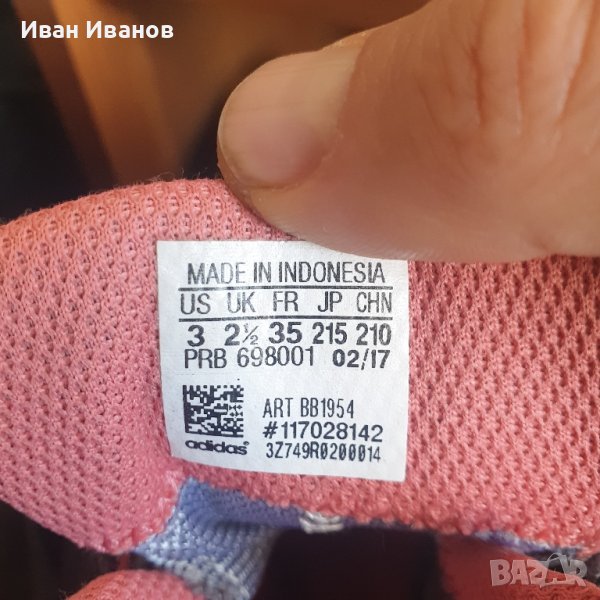 Иван Иванов
MADE IN INDONESIA
US UK FR JP CHN
3 2½ 35 215 210
PRB 698001 02/17
ART BB1954
#117028142
adidas 3Z749R0200014
BAZAR